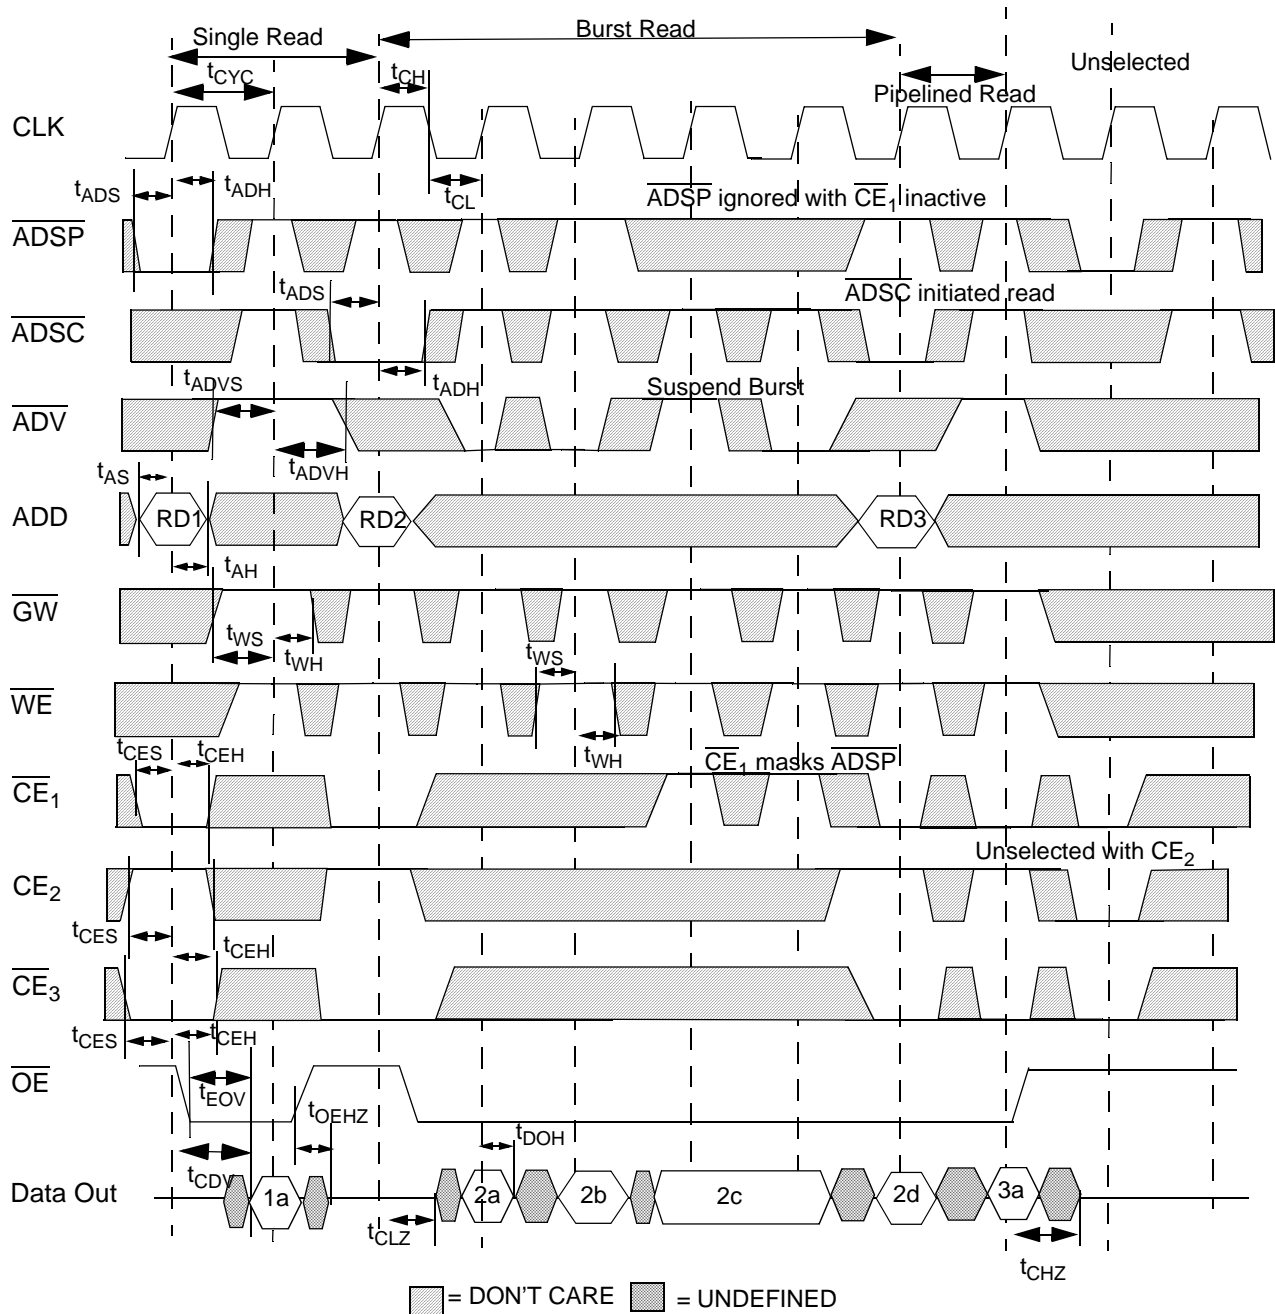 Single Read
Burst Read
Unselected
tCYC
tCH
Pipelined Read
CLK
tADS
tADH
tCL
ADSP ignored with CE1 inactive
ADSP
tADS
ADSC initiated read
ADSC
tADVS
tADH
Suspend Burst
ADV
tADVH
tAS
ADD
RD1
RD2
RD3
tAH
GW
tWS
tWH
tWS
WE
tWH
tCES
tCEH
CE1 masks ADSP
CE1
Unselected with CE2
CE2
tCES
tCEH
CE3
tCES
tCEH
OE
tEOV
tOEHZ
tDOH
tCDV
Data Out
1a
2a
2b
2c
2d
3a
tCLZ
tCHZ
= DON'T CARE
= UNDEFINED